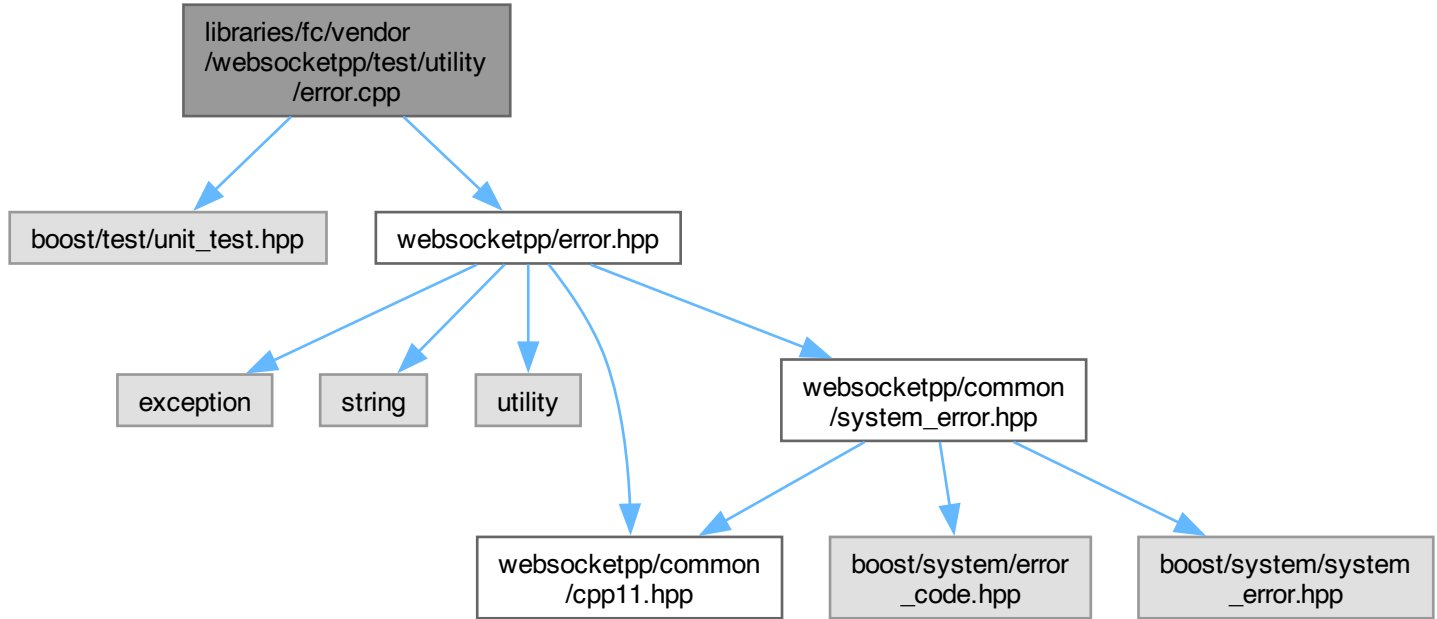 libraries/fc/vendor
/websocketpp/test/utility
/error.cpp
boost/test/unit_test.hpp
websocketpp/error.hpp
exception
string
utility
websocketpp/common
/system_error.hpp
websocketpp/common
/cpp11.hpp
boost/system/error
_code.hpp
boost/system/system
_error.hpp